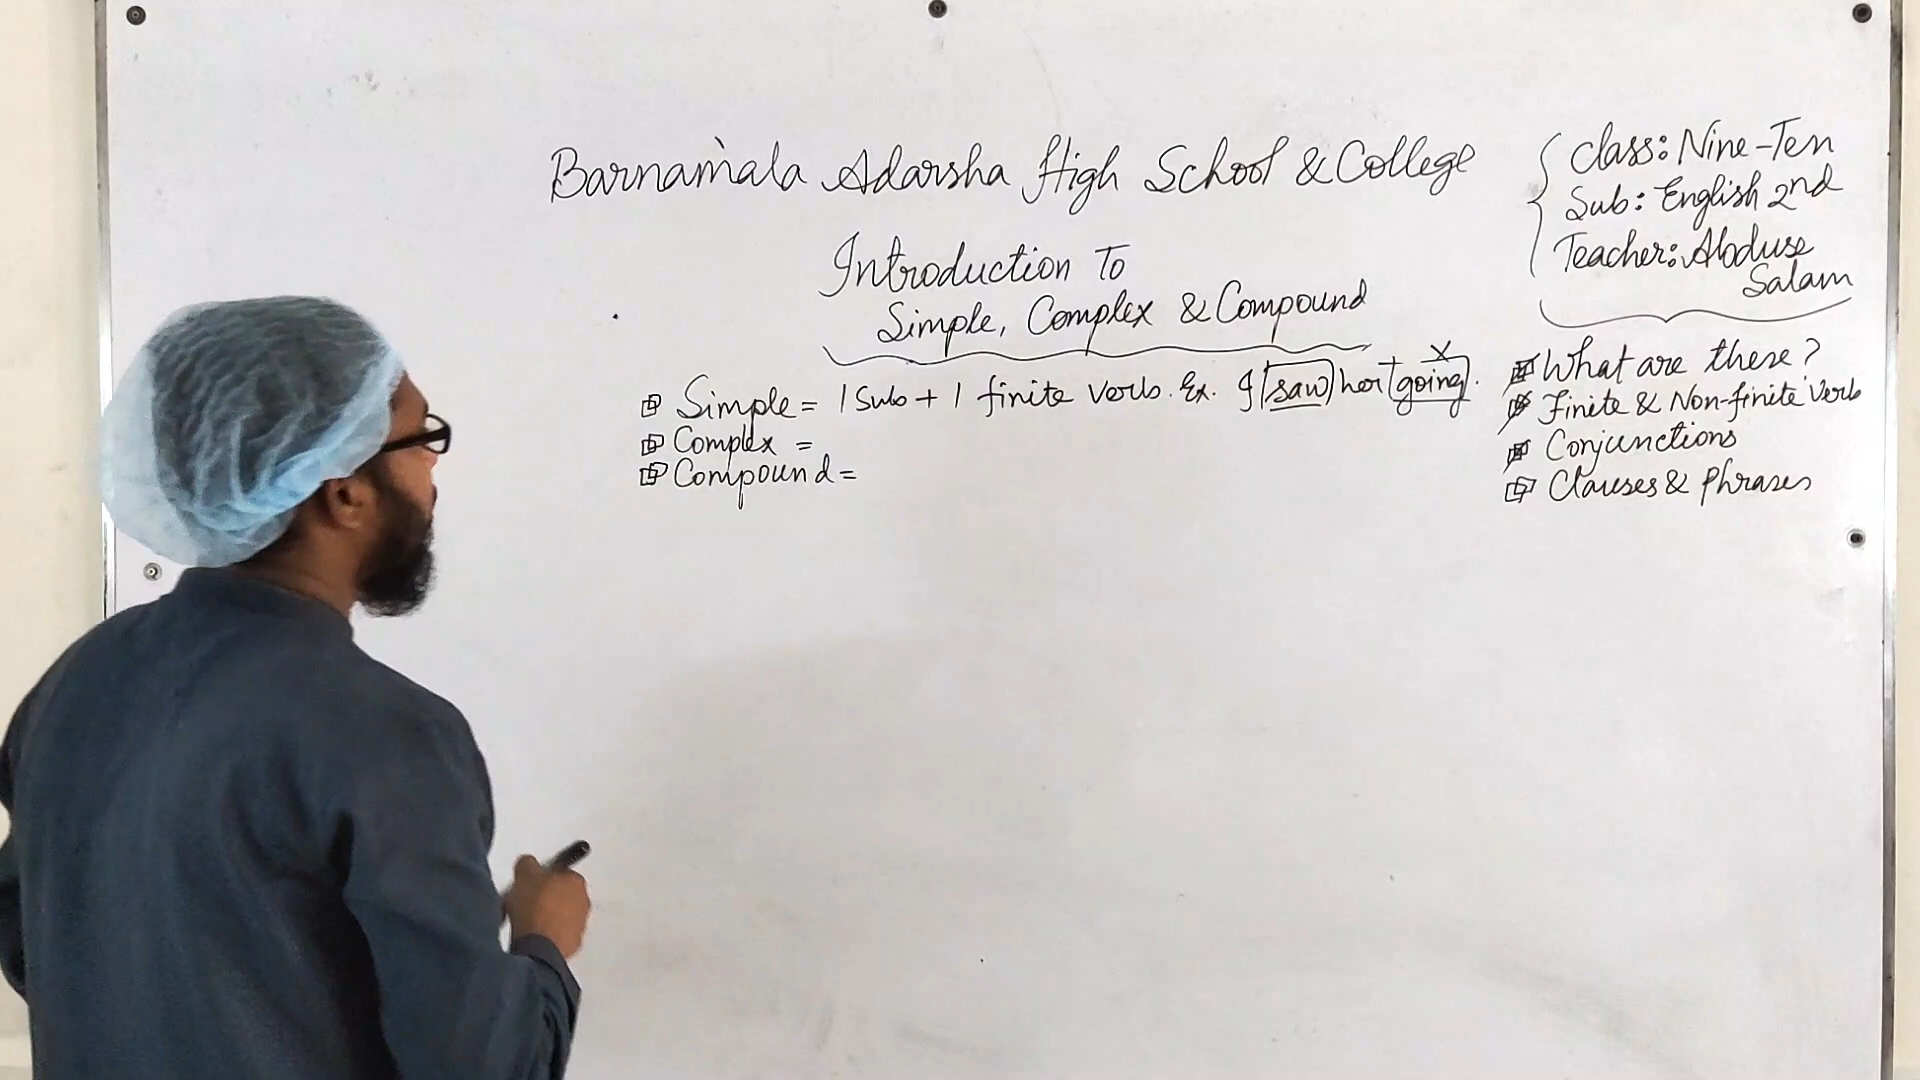 Barnamala Adarsha High School & College
Introduction To
Simple, Complex & Compound
Simple = 1 Sub + 1 finite verb. Ex. I saw her going.
Complex =
Compound =
Class: Nine-Ten
Sub: English 2nd
Teacher: Abduse
Salam
What are these?
Finite & Non-finite verb
Conjunctions
Clauses & Phrases